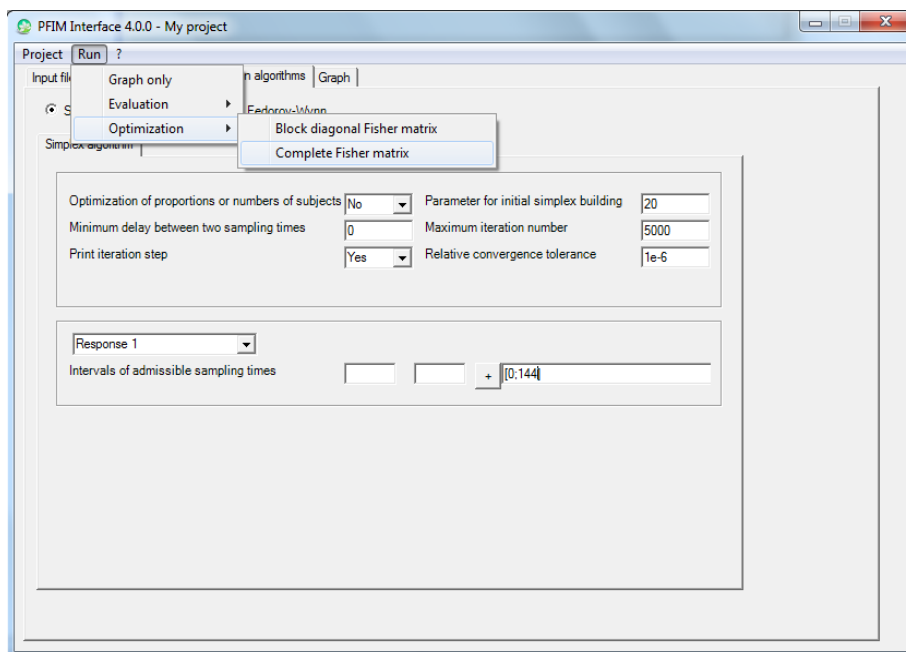 PFIM Interface 4.0.0 - My project
Project Run ?
Input fil n algorithms Graph
Graph only
S Fedorov-Wynn
Evaluation
Optimization
Block diagonal Fisher matrix
Complete Fisher matrix
Simplex algorithm
Optimization of proportions or numbers of subjects No Parameter for initial simplex building 20
Minimum delay between two sampling times 0 Maximum iteration number 5000
Print iteration step Yes Relative convergence tolerance 1e-6
Response 1
Intervals of admissible sampling times + [0;144